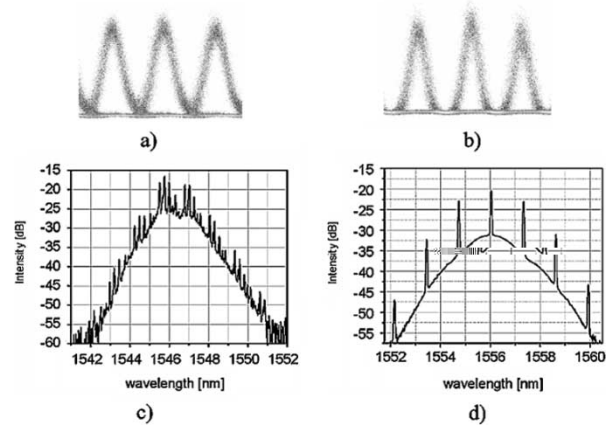 a)
b)
-15
-20
-25
-30
-35
-40
-45
-50
-55
-60
Intensity [dB]
1542 1544 1546 1548 1550 1552
wavelength [nm]
c)
-15
-20
-25
-30
-35
-40
-45
-50
-55
Intensity [dB]
1552 1554 1556 1558 1560
wavelength [nm]
d)